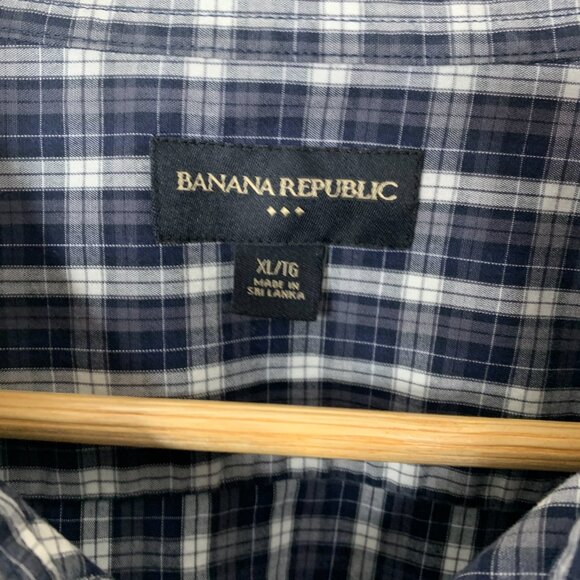 BANANA REPUBLIC
XL/TG
MADE IN
SRI LANKA